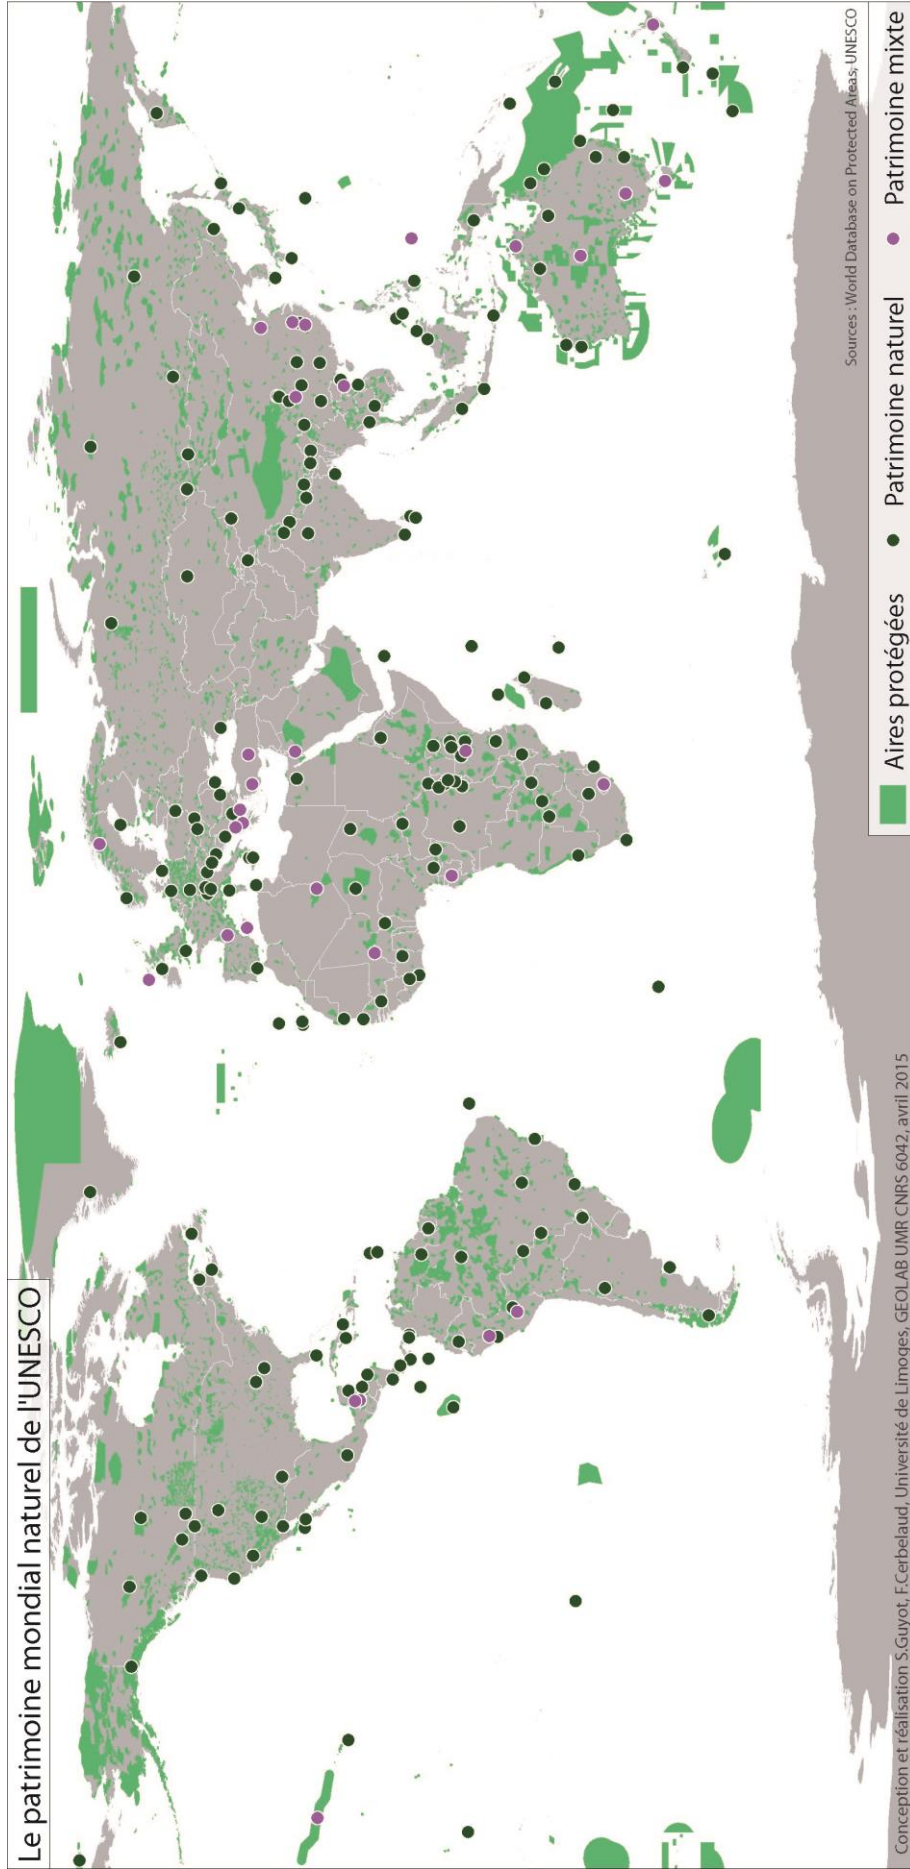 Le patrimoine mondial naturel de l'UNESCO
Sources : World Database on Protected Areas, UNESCO
Conception et réalisation S.Guyot, F.Cerbelaud, Université de Limoges, GEOLAB UMR CNRS 6042, avril 2015
Aires protégées
Patrimoine naturel
Patrimoine mixte